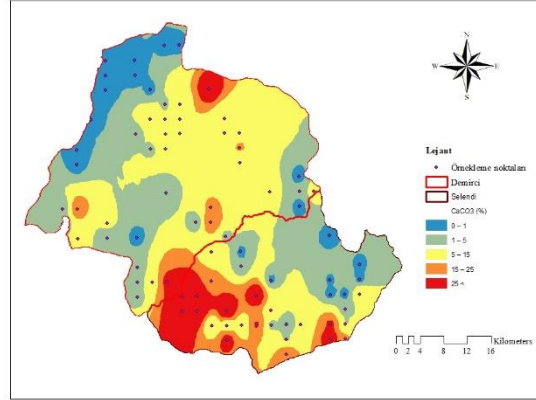 N
W E
S
Lejant
Örnekleme noktaları
Demirci
Selendi
CaCO3 (%)
0 – 1
1 – 5
5 – 15
15 – 25
25 <
Kilometers
0 2 4 8 12 16